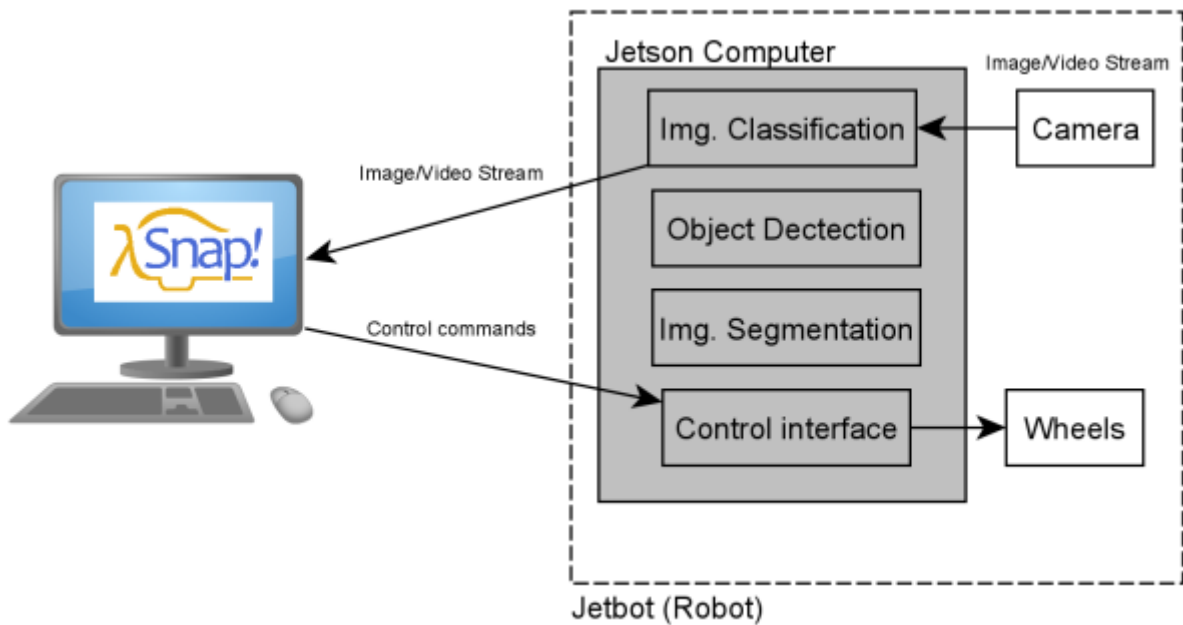 Jetson Computer
Image/Video Stream
Img. Classification
Camera
Image/Video Stream
λSnap!
Object Dectection
Img. Segmentation
Control commands
Control interface
Wheels
Jetbot (Robot)